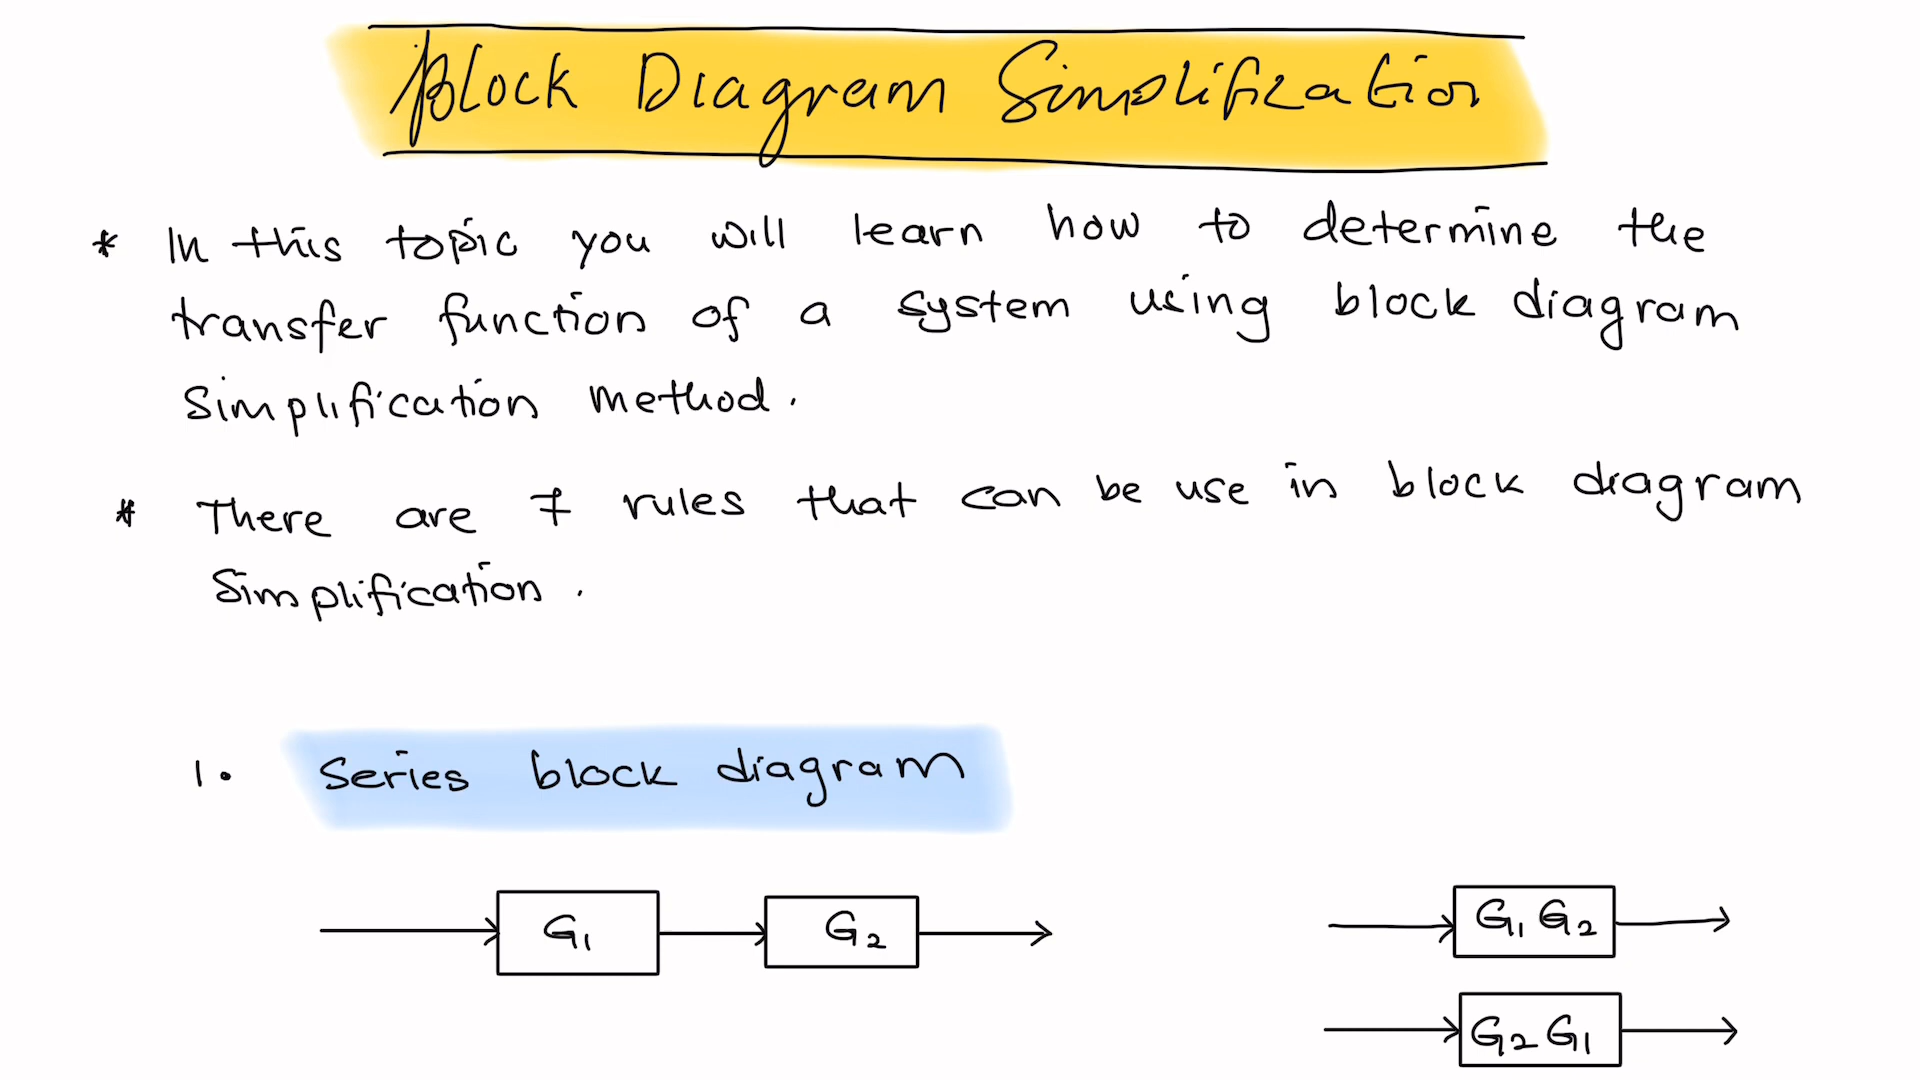 Block Diagram Simplification
* In this topic you will learn how to determine the
transfer function of a system using block diagram
simplification method.
* There are 7 rules that can be use in block diagram
Simplification.
1. Series block diagram
G1 G2
G1 G2
G2 G1